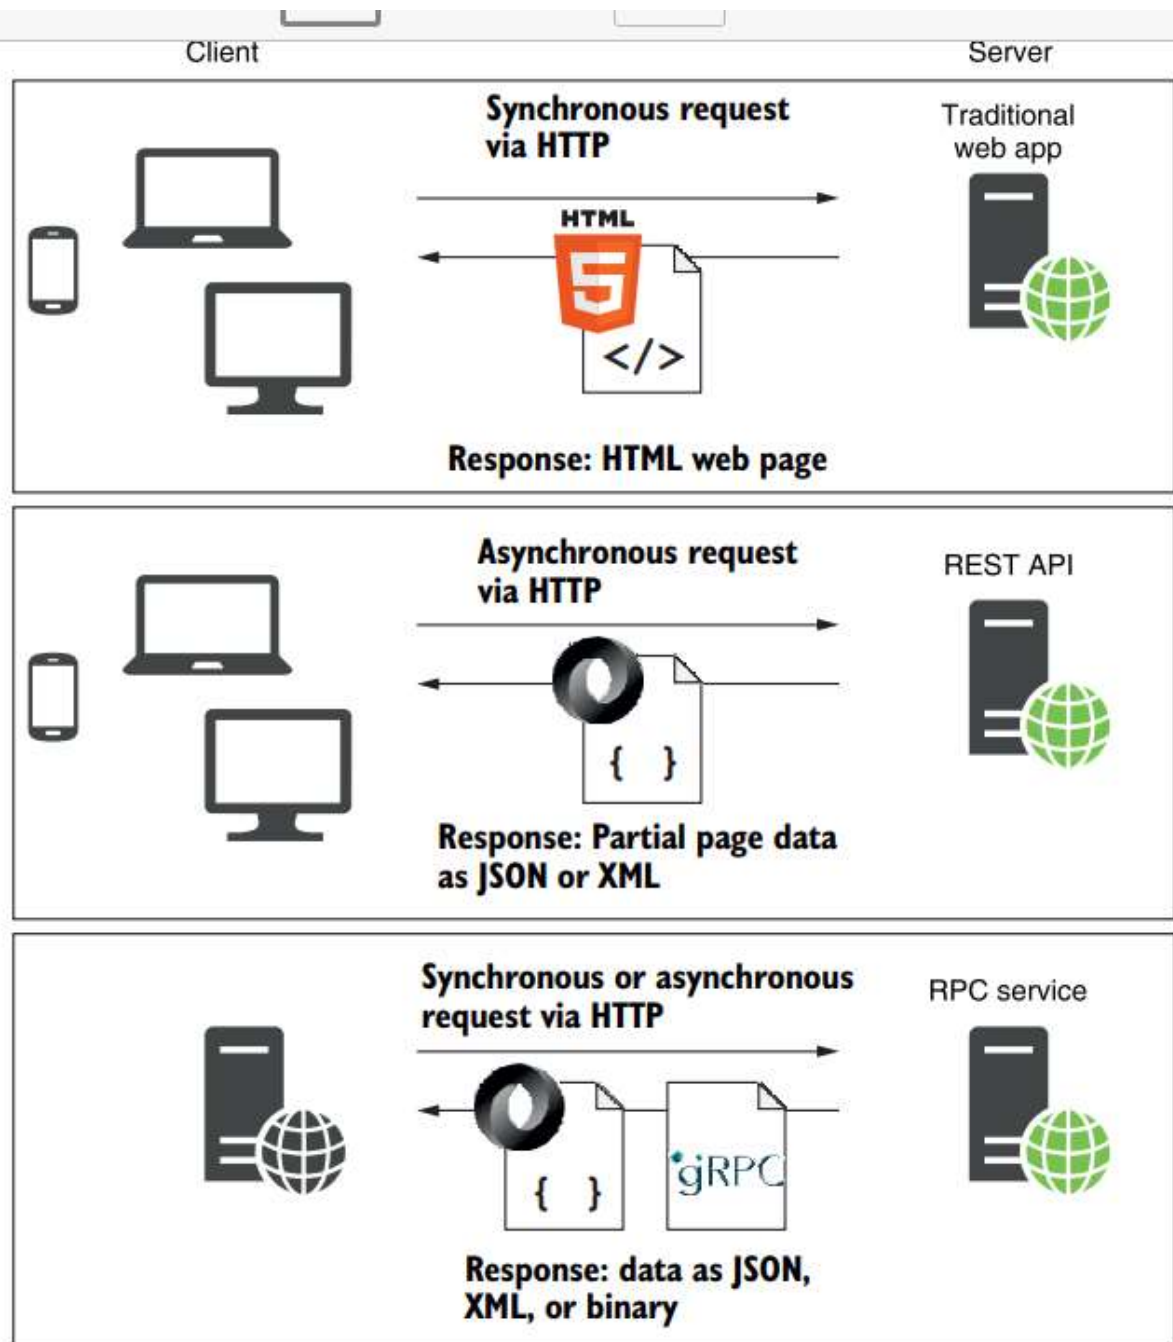 Client
Server
Synchronous request
via HTTP
Traditional
web app
HTML
5
</>
Response: HTML web page
Asynchronous request
via HTTP
REST API
{ }
Response: Partial page data
as JSON or XML
Synchronous or asynchronous
request via HTTP
RPC service
{ }
gRPC
Response: data as JSON,
XML, or binary